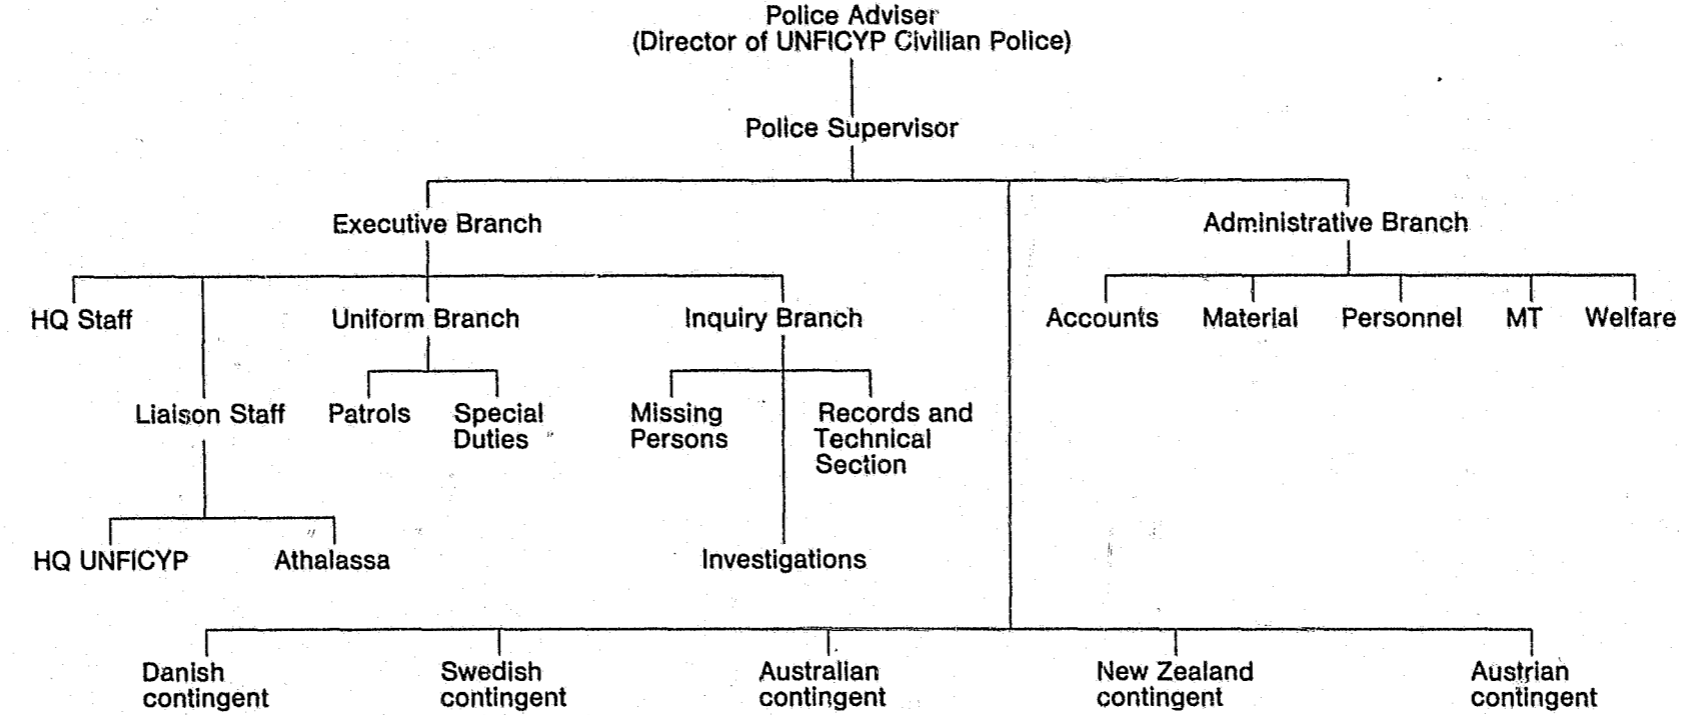 Police Adviser
(Director of UNFICYP Civilian Police)
Police Supervisor
Executive Branch
Administrative Branch
HQ Staff
Uniform Branch
Inquiry Branch
Accounts
Material
Personnel
MT
Welfare
Liaison Staff
Patrols
Special
Duties
Missing
Persons
Records and
Technical
Section
HQ UNFICYP
Athalassa
Investigations
Danish
contingent
Swedish
contingent
Australian
contingent
New Zealand
contingent
Austrian
contingent